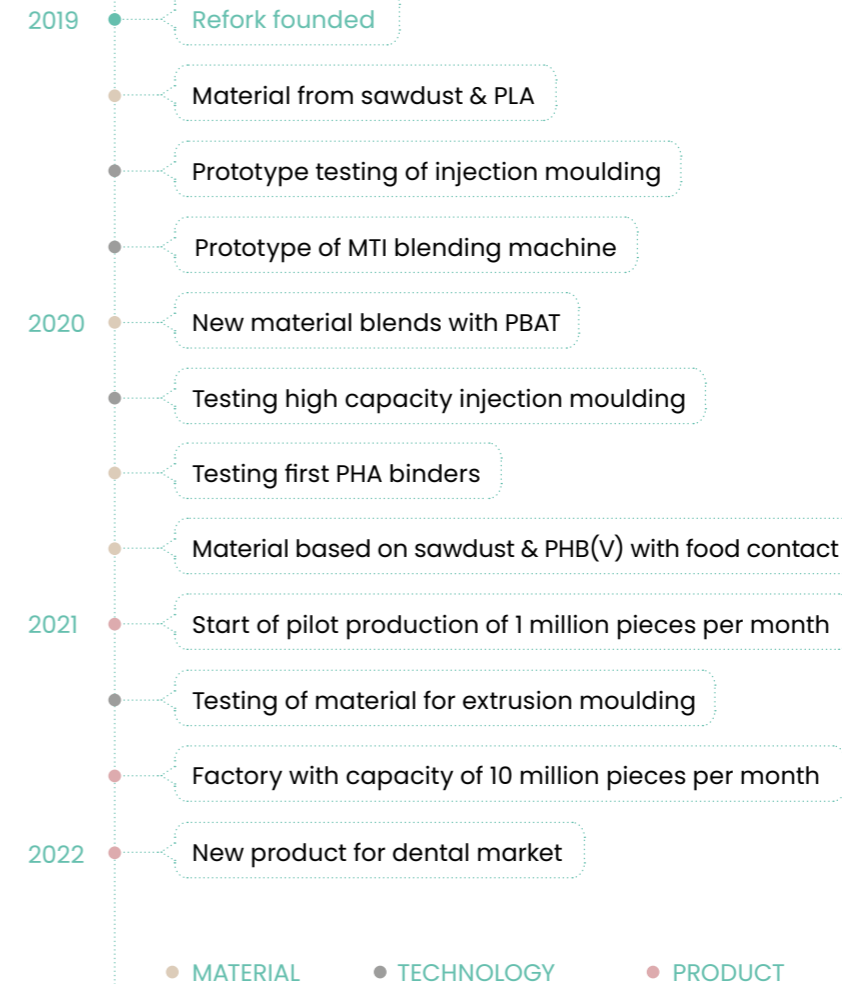 2019 Refork founded
Material from sawdust & PLA
Prototype testing of injection moulding
Prototype of MTI blending machine
2020 New material blends with PBAT
Testing high capacity injection moulding
Testing first PHA binders
Material based on sawdust & PHB(V) with food contact
2021 Start of pilot production of 1 million pieces per month
Testing of material for extrusion moulding
Factory with capacity of 10 million pieces per month
2022 New product for dental market
MATERIAL TECHNOLOGY PRODUCT